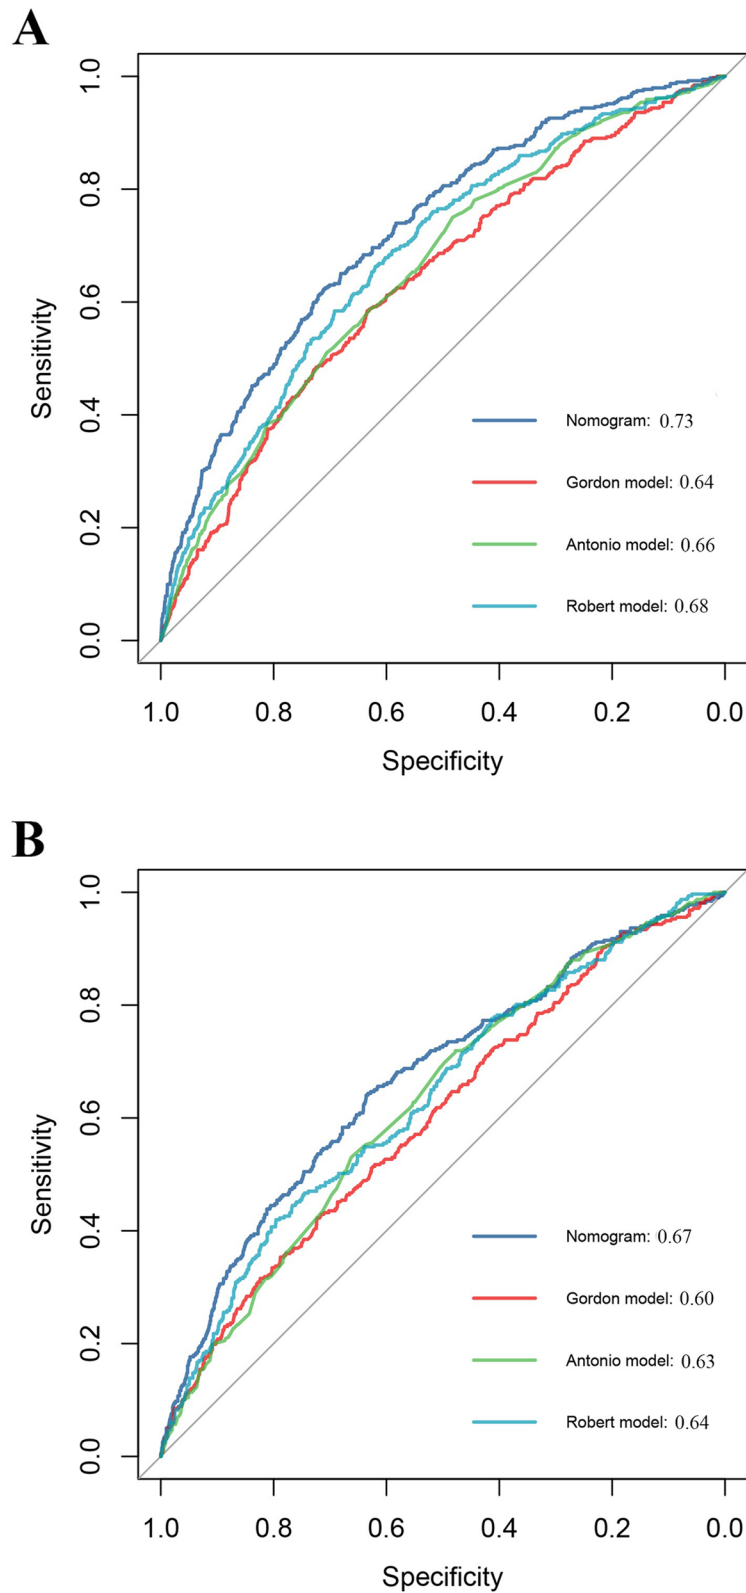 A
1.0
0.8
0.6
0.4
0.2
0.0
Sensitivity
Nomogram: 0.73
Gordon model: 0.64
Antonio model: 0.66
Robert model: 0.68
1.0 0.8 0.6 0.4 0.2 0.0
Specificity
B
1.0
0.8
0.6
0.4
0.2
0.0
Sensitivity
Nomogram: 0.67
Gordon model: 0.60
Antonio model: 0.63
Robert model: 0.64
1.0 0.8 0.6 0.4 0.2 0.0
Specificity